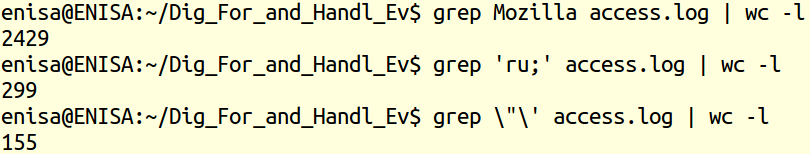 enisa@ENISA:~/Dig_For_and_Handl_Ev$ grep Mozilla access.log | wc -l
2429
enisa@ENISA:~/Dig_For_and_Handl_Ev$ grep 'ru;' access.log | wc -l
299
enisa@ENISA:~/Dig_For_and_Handl_Ev$ grep \"\' access.log | wc -l
155